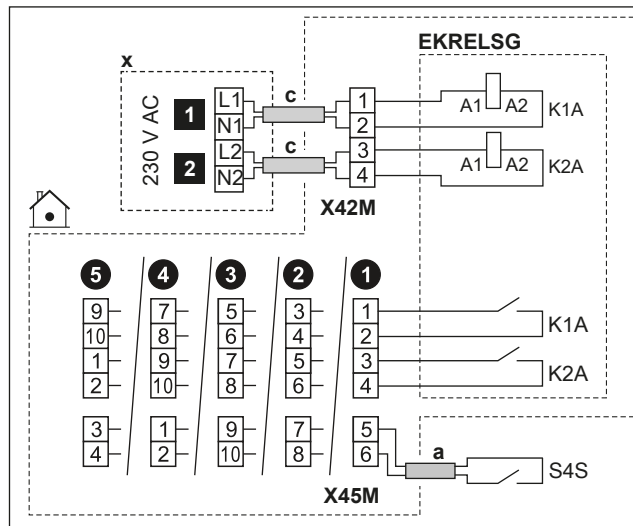 EKRELSG
x
230 V AC
1
L1
N1
2
L2
N2
c
c
1
2
3
4
X42M
A1 A2 K1A
A1 A2 K2A
5 4 3 2 1
9 7 5 3 1
10 8 6 4 2
1 9 7 5 3
2 10 8 6 4
K1A
K2A
3 1 9 7 5
4 2 10 8 6
X45M
a
S4S